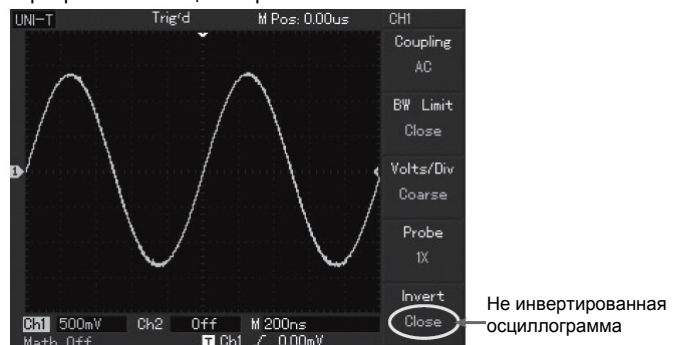 UNI-T Trig'd M Pos: 0.00us CH1
Coupling
AC
BW Limit
Close
1
Volts/Div
Coarse
Probe
1X
Invert
Close
Не инвертированная
осциллограмма
Ch1 500mV Ch2 Off M 200ns
Math Off T Ch1 / 0.00mV